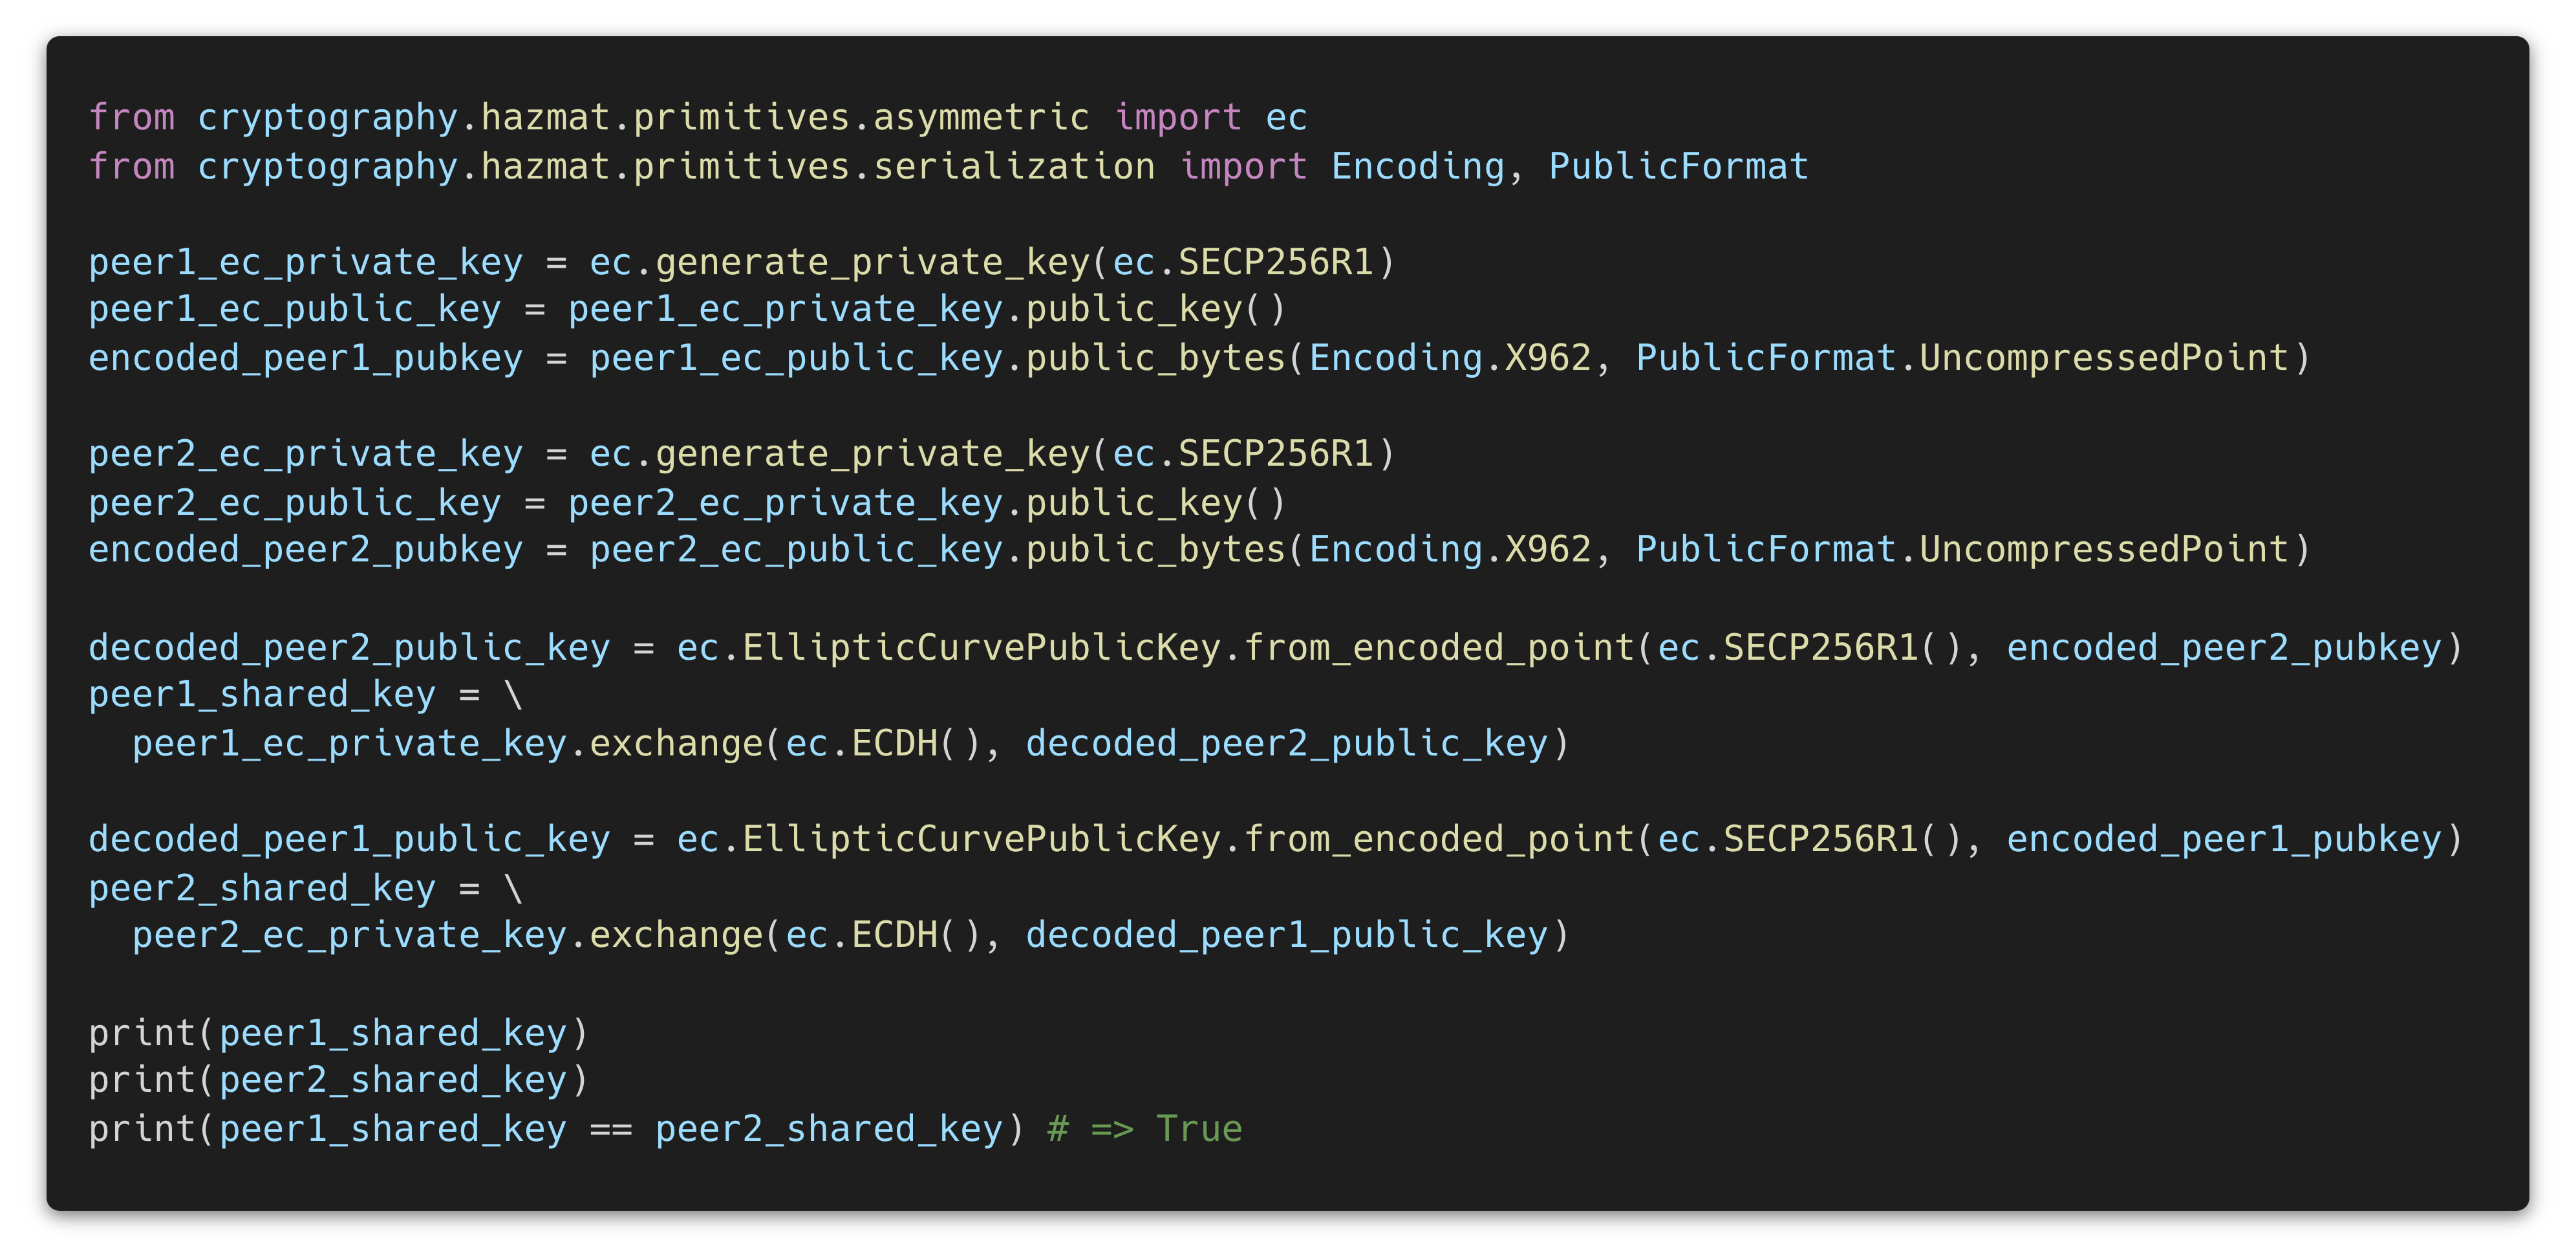 from cryptography.hazmat.primitives.asymmetric import ec
from cryptography.hazmat.primitives.serialization import Encoding, PublicFormat

peer1_ec_private_key = ec.generate_private_key(ec.SECP256R1)
peer1_ec_public_key = peer1_ec_private_key.public_key()
encoded_peer1_pubkey = peer1_ec_public_key.public_bytes(Encoding.X962, PublicFormat.UncompressedPoint)

peer2_ec_private_key = ec.generate_private_key(ec.SECP256R1)
peer2_ec_public_key = peer2_ec_private_key.public_key()
encoded_peer2_pubkey = peer2_ec_public_key.public_bytes(Encoding.X962, PublicFormat.UncompressedPoint)

decoded_peer2_public_key = ec.EllipticCurvePublicKey.from_encoded_point(ec.SECP256R1(), encoded_peer2_pubkey)
peer1_shared_key = \
  peer1_ec_private_key.exchange(ec.ECDH(), decoded_peer2_public_key)

decoded_peer1_public_key = ec.EllipticCurvePublicKey.from_encoded_point(ec.SECP256R1(), encoded_peer1_pubkey)
peer2_shared_key = \
  peer2_ec_private_key.exchange(ec.ECDH(), decoded_peer1_public_key)

print(peer1_shared_key)
print(peer2_shared_key)
print(peer1_shared_key == peer2_shared_key) # => True